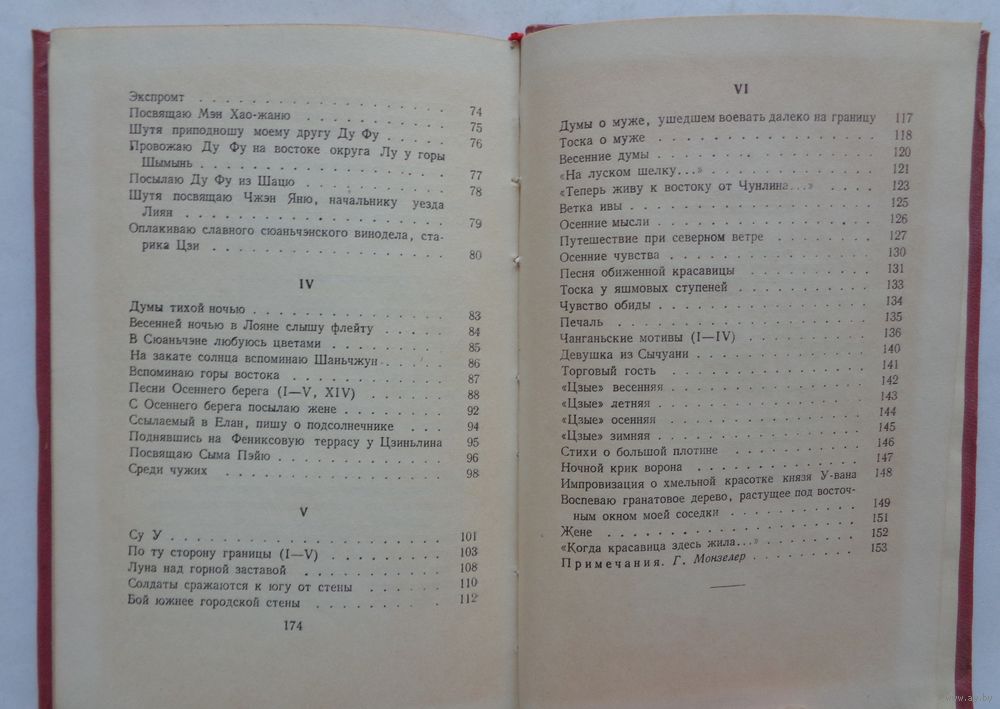 Экспромт . . . . . . . . . . . . 74
Посвящаю Мэн Хао-жаню . . . . . . . . 75
Шутя приподношу моему другу Ду Фу . . . . 76
Провожаю Ду Фу на востоке округа Лу у горы
Шымынь . . . . . . . . . . . . 77
Посылаю Ду Фу из Шацю . . . . . . . 78
Шутя посвящаю Чжэн Яню, начальнику уезда
Лиян . . . . . . . . . . . . 79
Оплакиваю славного сюаньчэнского винодела, ста-
рика Цзи . . . . . . . . . . . . 80
IV
Думы тихой ночью . . . . . . . . . . 83
Весенней ночью в Лояне слышу флейту . . . . . 84
В Сюаньчэне любуюсь цветами . . . . . . 85
На закате солнца вспоминаю Шаньчжун . . . . 86
Вспоминаю горы востока . . . . . . . . 87
Песни Осеннего берега (I—V, XIV) . . . . . 88
С Осеннего берега посылаю жене . . . . . . 92
Ссылаемый в Елан, пишу о подсолнечнике . . . . 94
Поднявшись на Фениксовую террасу у Цзиньлина 95
Посвящаю Сыма Пэйю . . . . . . . . . 96
Среди чужих . . . . . . . . . . . 98
V
Су У . . . . . . . . . . . . . 101
По ту сторону границы (I—V) . . . . . . . 103
Луна над горной заставой . . . . . . . . 108
Солдаты сражаются к югу от стены . . . . . 110
Бой южнее городской стены . . . . . . . 112
174
VI
Думы о муже, ушедшем воевать далеко на границу 117
Тоска о муже . . . . . . . . . . . 118
Весенние думы . . . . . . . . . . . 120
«На луском шелку...» . . . . . . . . . 121
«Теперь живу к востоку от Чунлина...» . . . . 123
Ветка ивы . . . . . . . . . . . . 125
Осенние мысли . . . . . . . . . . . 126
Путешествие при северном ветре . . . . . . 127
Осенние чувства . . . . . . . . . . 130
Песня обиженной красавицы . . . . . . . 131
Тоска у яшмовых ступеней . . . . . . . . 133
Чувство обиды . . . . . . . . . . . 134
Печаль . . . . . . . . . . . . . 135
Чанганьские мотивы (I—IV) . . . . . . . 136
Девушка из Сычуани . . . . . . . . . 140
Торговый гость . . . . . . . . . . . 141
«Цзые» весенняя . . . . . . . . . . 142
«Цзые» летняя . . . . . . . . . . . 143
«Цзые» осенняя . . . . . . . . . . . 144
«Цзые» зимняя . . . . . . . . . . . 145
Стихи о большой плотине . . . . . . . . 146
Ночной крик ворона . . . . . . . . . 147
Импровизация о хмельной красотке князя У-вана 148
Воспеваю гранатовое дерево, растущее под восточ-
ным окном моей соседки . . . . . . . . 149
Жене . . . . . . . . . . . . . 151
«Когда красавица здесь жила...» . . . . . . 152
Примечания. Г. Монзелер . . . . . . . . 153
www.ay.by